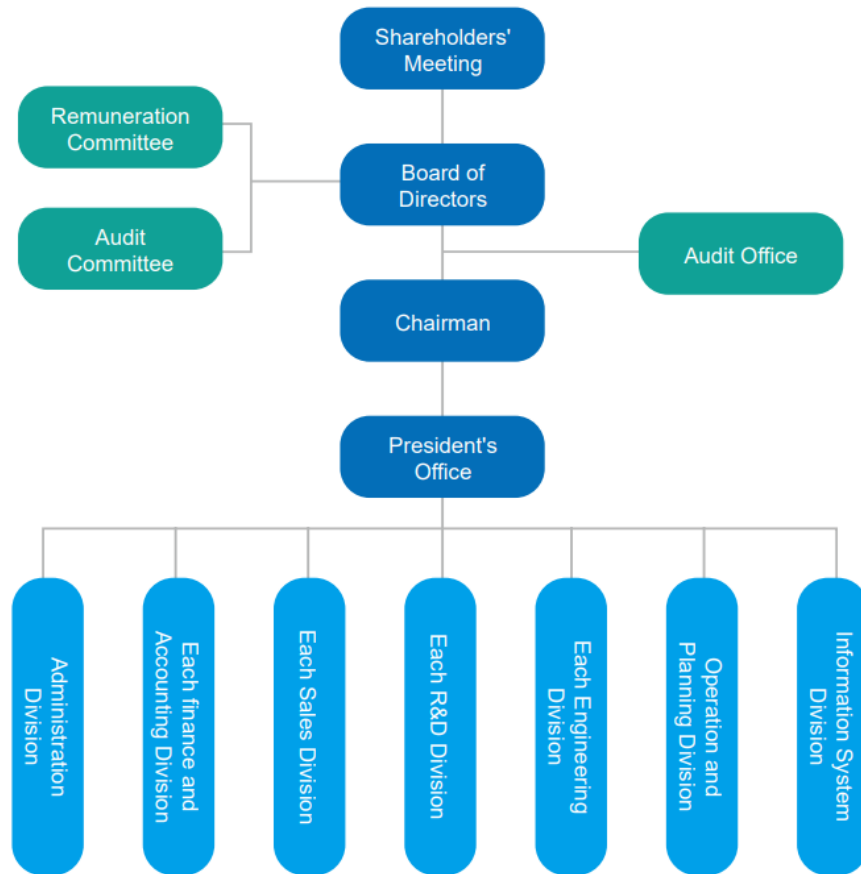 Shareholders'
Meeting
Remuneration
Committee
Board of
Directors
Audit
Committee
Audit Office
Chairman
President's
Office
Administration
Division
Each finance and
Accounting Division
Each Sales Division
Each R&D Division
Each Engineering
Division
Operation and
Planning Division
Information System
Division